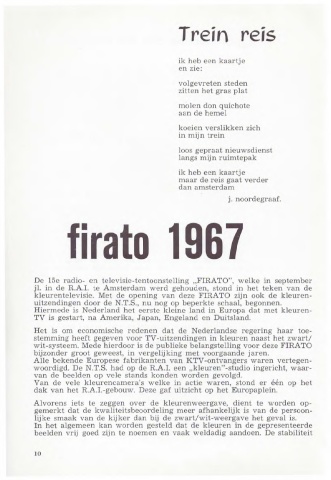 Trein reis
ik heb een kaartje
en zie:
volgevreten steden
zitten het gras plat
molen don quichote
aan de hemel
koeien verslikken zich
in mijn trein
loos gepraat nieuwsdienst
langs mijn ruimtepak
ik heb een kaartje
maar de reis gaat verder
dan amsterdam
j. noordegraaf.
firato 1967
De 15e radio- en televisie-tentoonstelling „FIRATO”, welke in september
jl. in de R.A.I. te Amsterdam werd gehouden, stond in het teken van de
kleurentelevisie. Met de opening van deze FIRATO zijn ook de kleuren-
uitzendingen door de N.T.S., nu nog op beperkte schaal, begonnen.
Hiermede is Nederland het eerste kleine land in Europa dat met kleuren-
TV is gestart, na Amerika, Japan, Engeland en Duitsland.
Het is om economische redenen dat de Nederlandse regering haar toe-
stemming heeft gegeven voor TV-uitzendingen in kleuren naast het zwart/
wit-systeem. Mede hierdoor is de publieke belangstelling voor deze FIRATO
bijzonder groot geweest, in vergelijking met voorgaande jaren.
Alle bekende Europese fabrikanten van KTV-ontvangers waren vertegen-
woordigd. De N.T.S. had op de R.A.I. een „kleuren”-studio ingericht, waar-
van de beelden op vele stands konden worden gevolgd.
Van de vele kleurencamera's welke in actie waren, stond er één op het
dak van het R.A.I.-gebouw. Deze gaf uitzicht op het Europaplein.
Alvorens iets te zeggen over de kleurenweergave, dient te worden op-
gemerkt dat de kwaliteitsbeoordeling meer afhankelijk is van de persoon-
lijke smaak van de kijker dan bij de zwart/wit-weergave het geval is.
In het algemeen kan worden gesteld dat de kleuren in de gepresenteerde
beelden vrij goed zijn te noemen en vaak weldadig aandoen. De stabiliteit
10